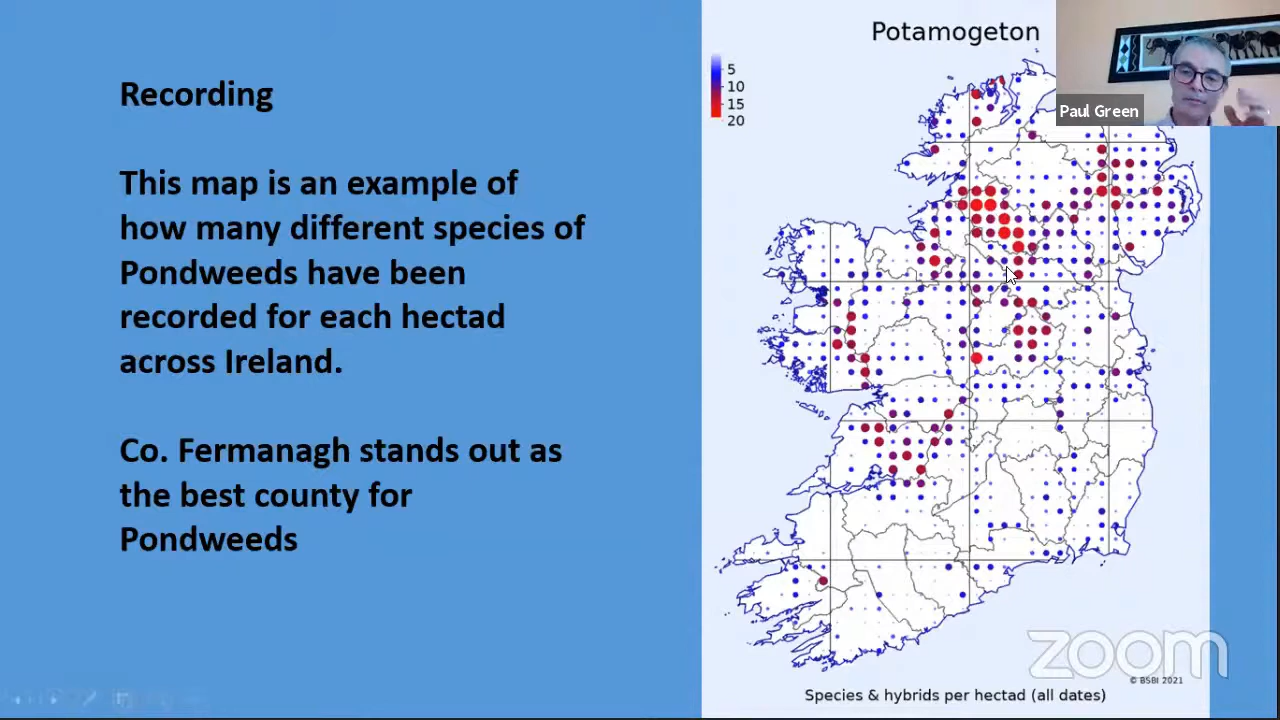 Recording
This map is an example of
how many different species of
Pondweeds have been
recorded for each hectad
across Ireland.
Co. Fermanagh stands out as
the best county for
Pondweeds
Potamogeton
5
10
15
20
Paul Green
zoom
© BSBI 2021
Species & hybrids per hectad (all dates)